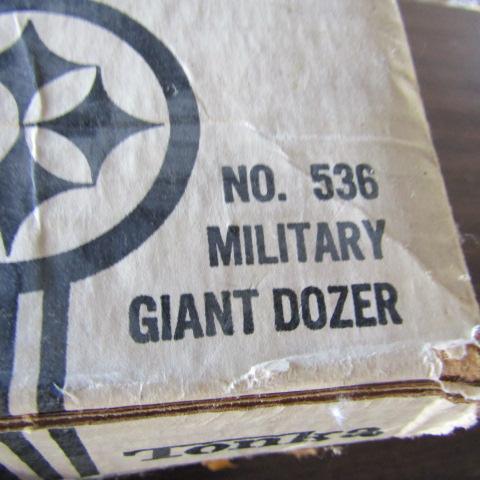 NO. 536
MILITARY
GIANT DOZER
Tonka